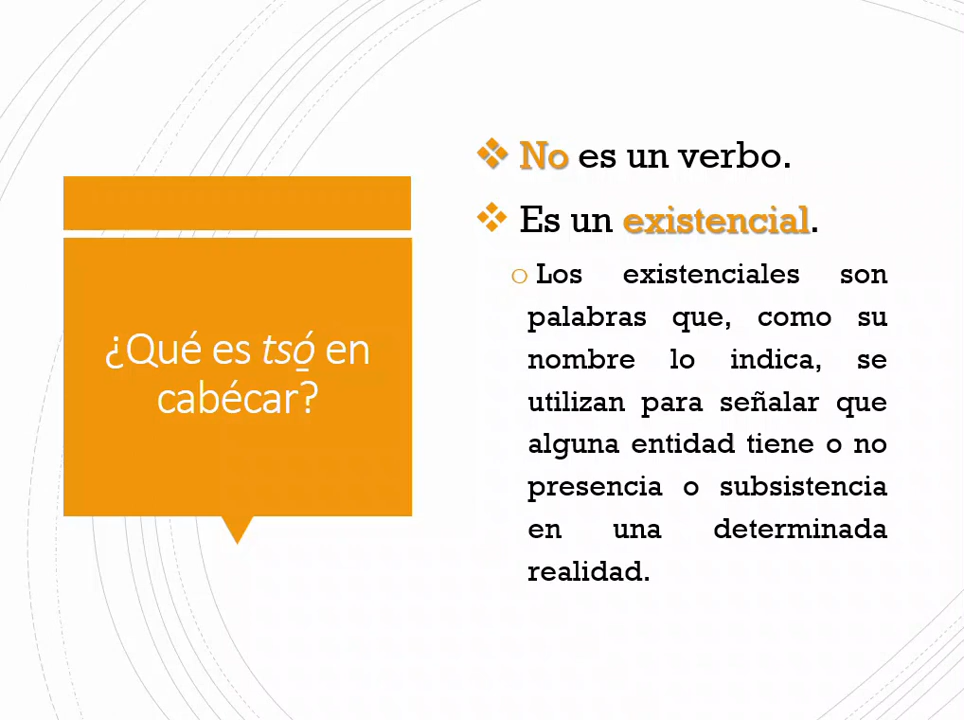 ¿Qué es tsó̱ en
cabécar?
❖ No es un verbo.
❖ Es un existencial.
o Los existenciales son
palabras que, como su
nombre lo indica, se
utilizan para señalar que
alguna entidad tiene o no
presencia o subsistencia
en una determinada
realidad.